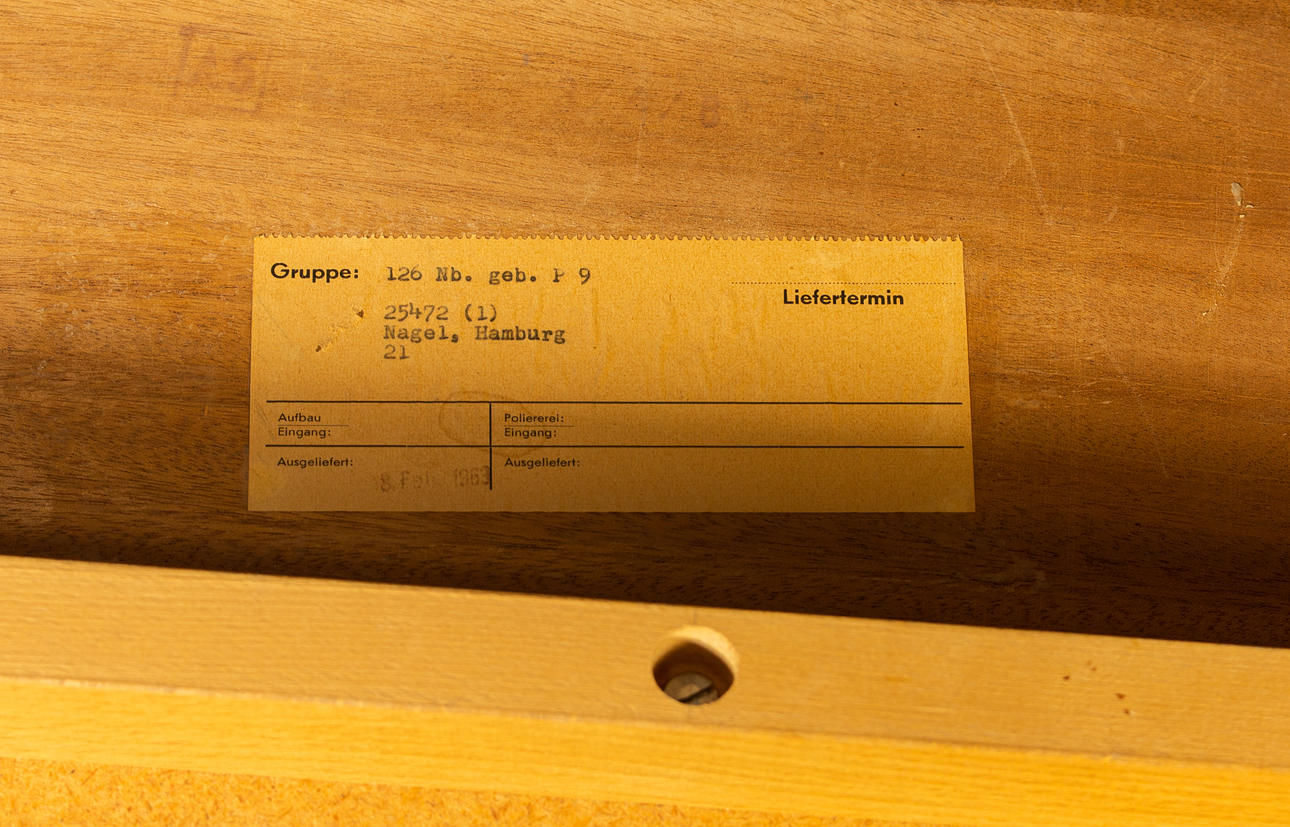 Gruppe: 126 Nb. geb. P 9
Liefertermin
25472 (1)
Nagel, Hamburg
21
Aufbau
Eingang:
Poliererei:
Eingang:
Ausgeliefert:
Ausgeliefert:
8. Feb. 1963